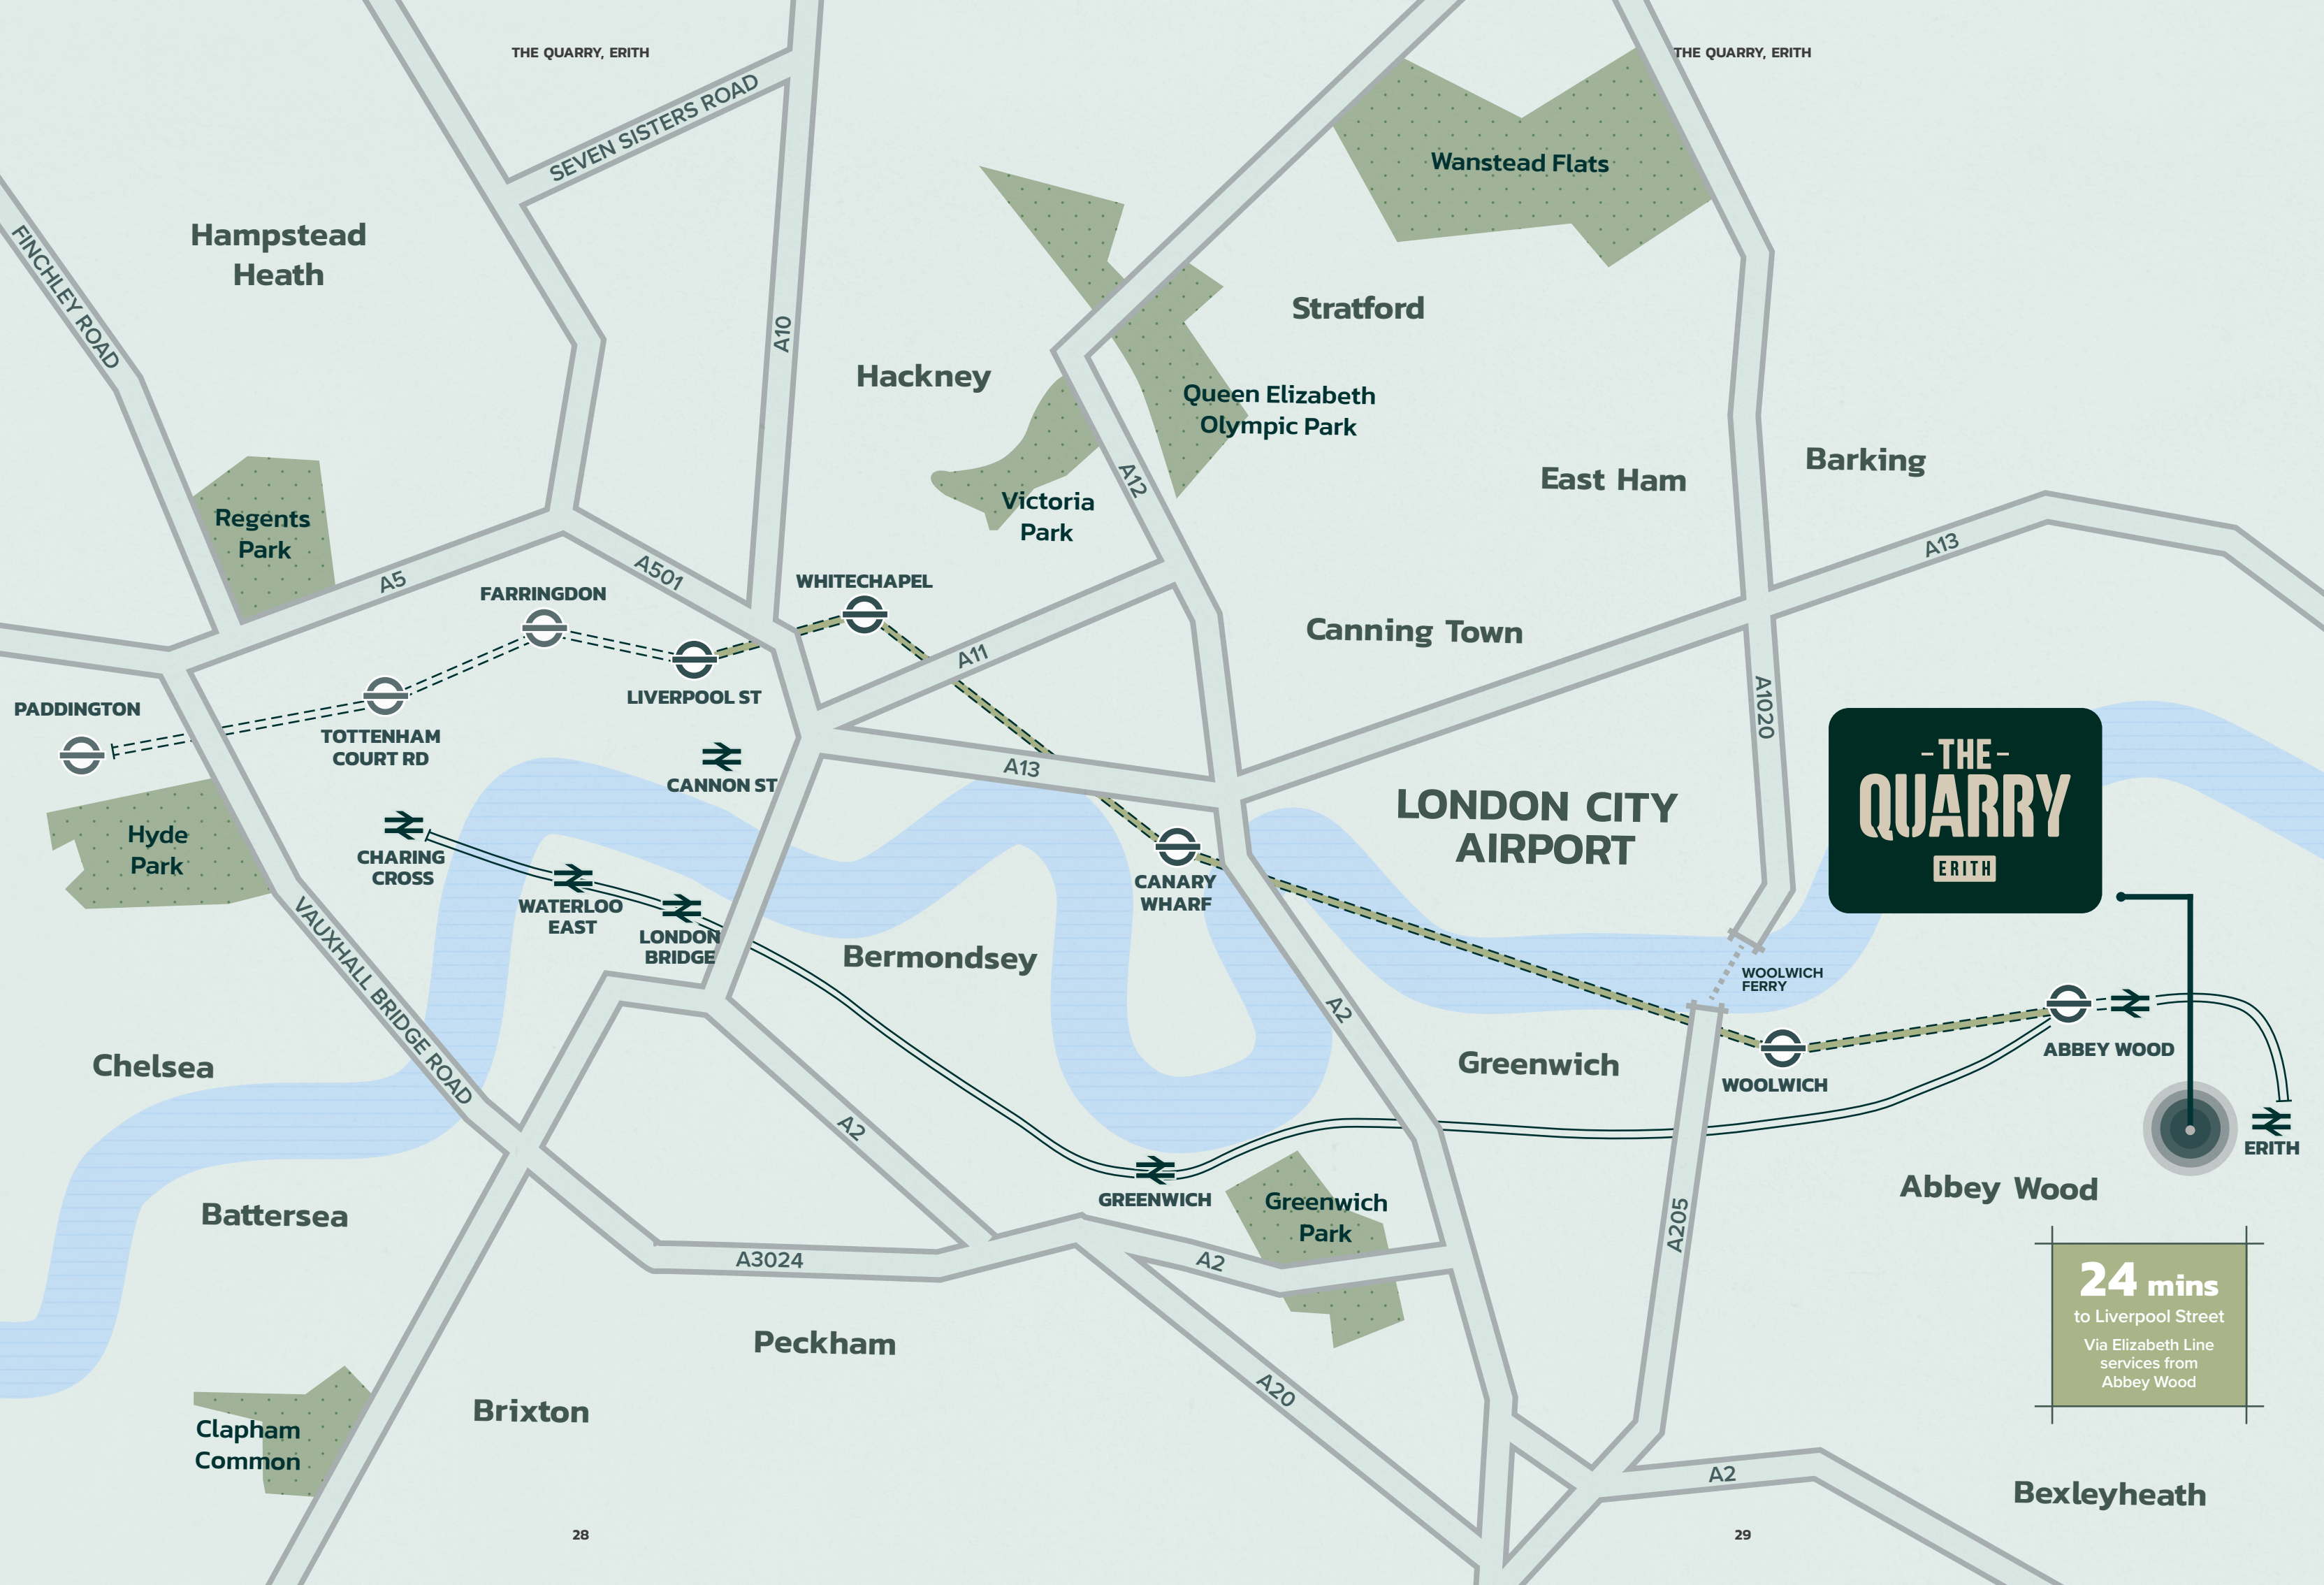 THE QUARRY, ERITH
THE QUARRY, ERITH
SEVEN SISTERS ROAD
Wanstead Flats
Hampstead
Heath
FINCHLEY ROAD
A10
Stratford
Hackney
Queen Elizabeth
Olympic Park
A12
Victoria
Park
East Ham
Barking
Regents
Park
A13
A5
A501
FARRINGDON
WHITECHAPEL
Canning Town
A11
LIVERPOOL ST
PADDINGTON
TOTTENHAM
COURT RD
A1020
CANNON ST
A13
LONDON CITY
AIRPORT
-THE-
QUARRY
ERITH
Hyde
Park
CHARING
CROSS
WATERLOO
EAST
LONDON
BRIDGE
CANARY
WHARF
VAUXHALL BRIDGE ROAD
Bermondsey
WOOLWICH
FERRY
A2
Chelsea
Greenwich
WOOLWICH
ABBEY WOOD
A2
ERITH
Abbey Wood
GREENWICH
Greenwich
Park
Battersea
A205
A3024
A2
24 mins
to Liverpool Street
Via Elizabeth Line
services from
Abbey Wood
Peckham
A20
Brixton
Clapham
Common
A2
Bexleyheath
28
29